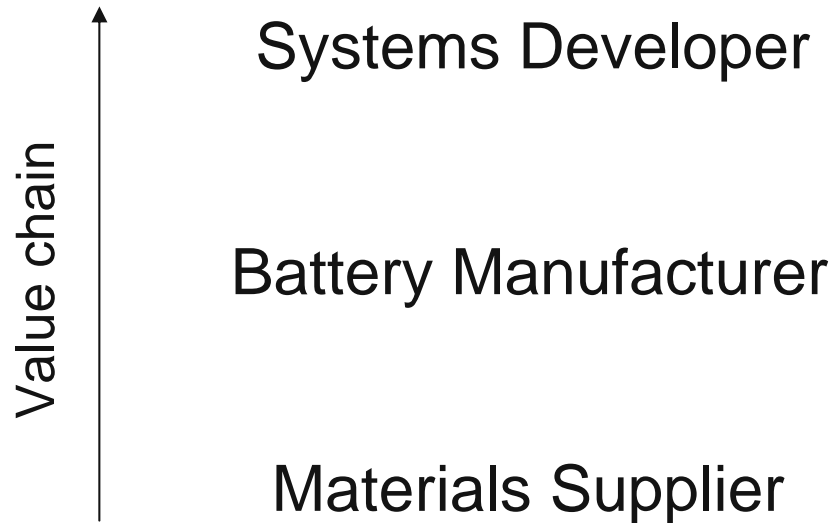 Systems Developer
Value chain
Battery Manufacturer
Materials Supplier